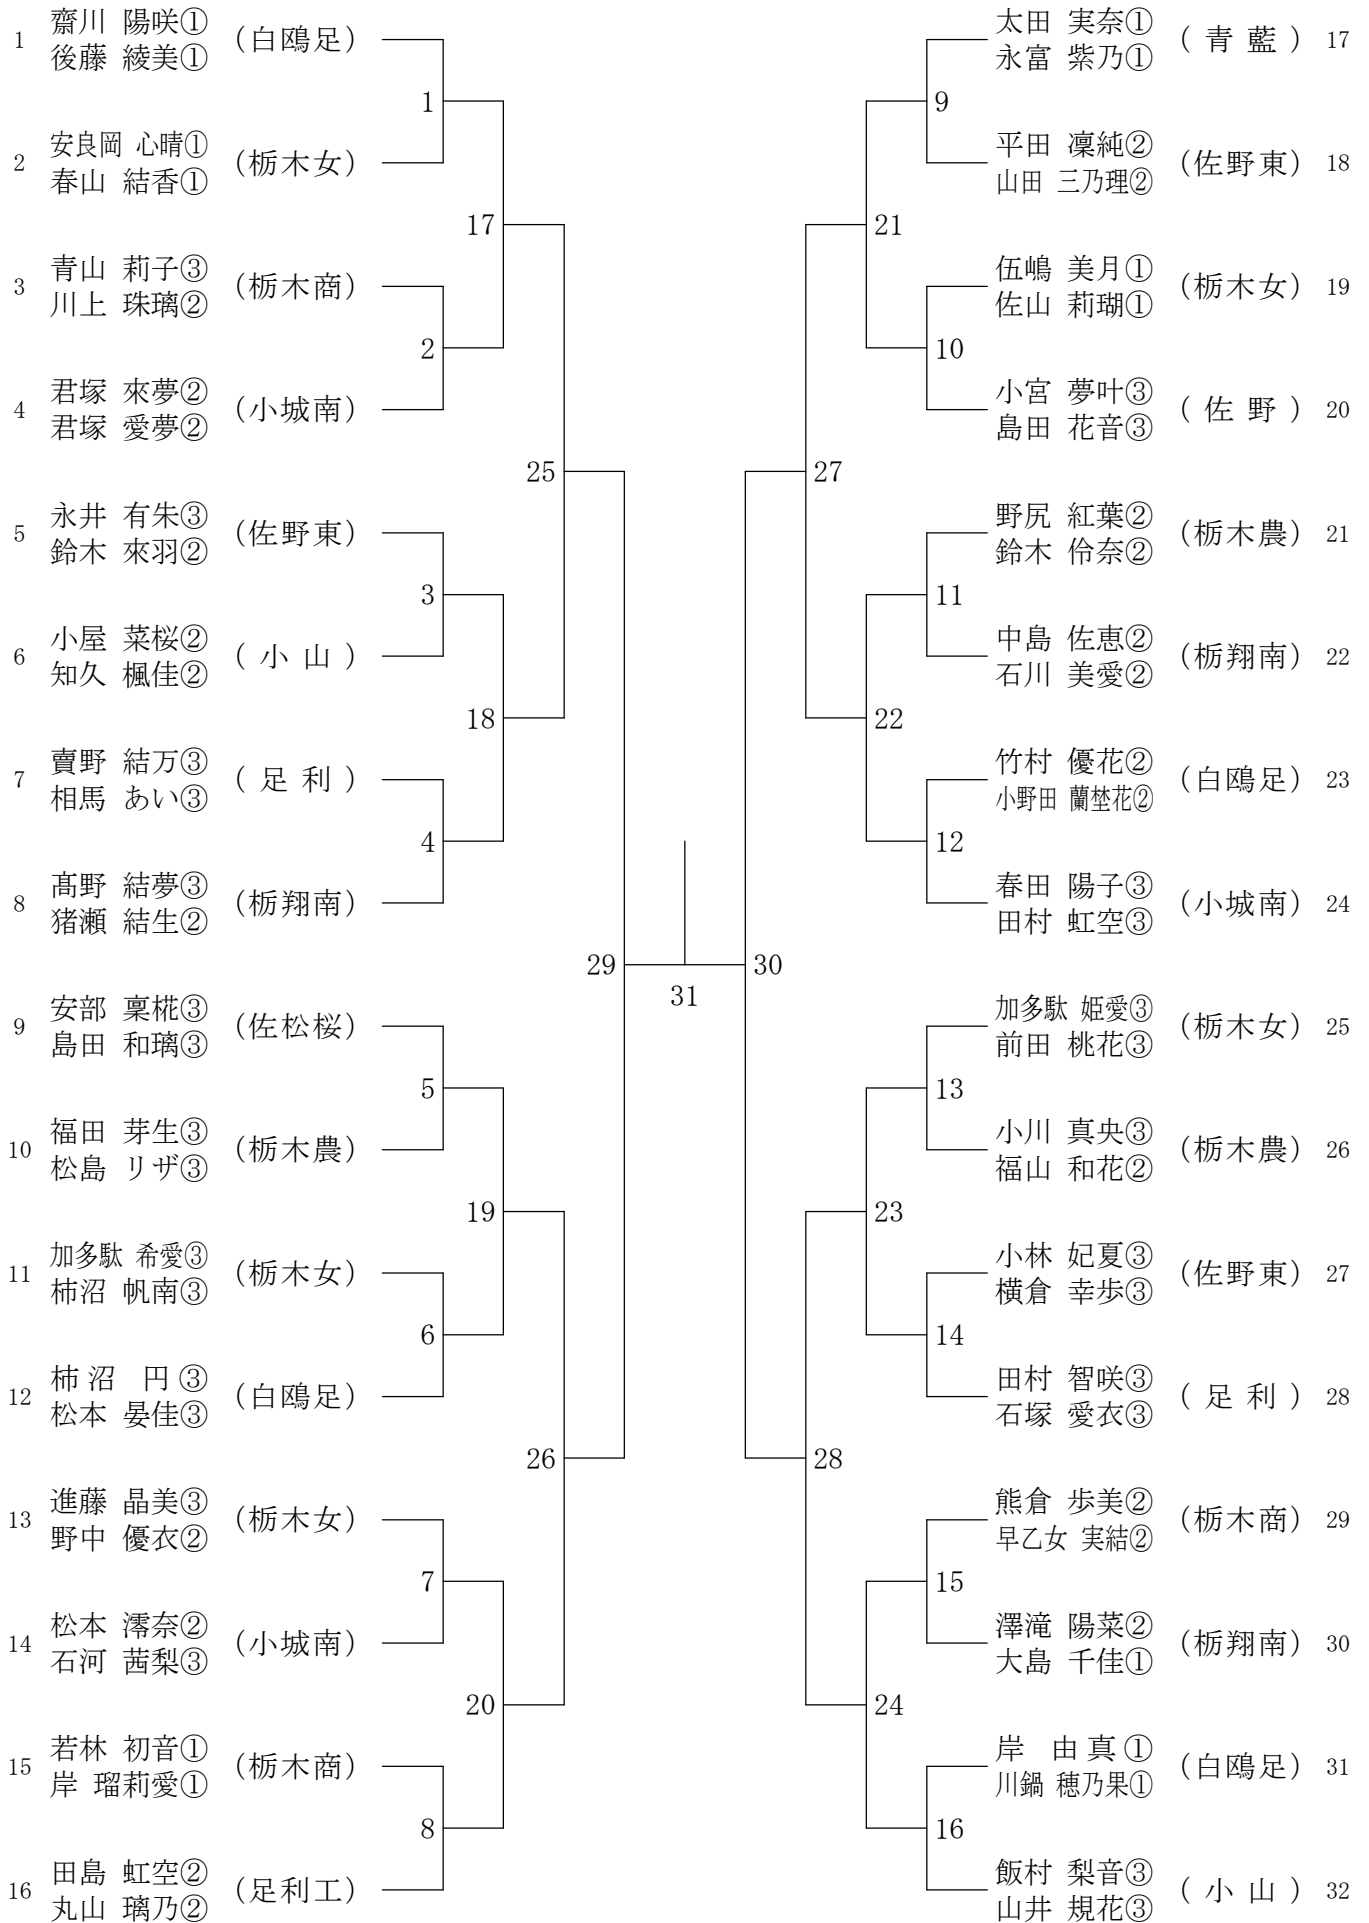 1 齋川 陽咲① (白鴎足)
後藤 綾美①
1
2 安良岡 心晴① (栃木女)
春山 結香①
17
3 青山 莉子③ (栃木商)
川上 珠璃②
2
4 君塚 來夢② (小城南)
君塚 愛夢②
25
5 永井 有朱③ (佐野東)
鈴木 來羽②
3
6 小屋 菜桜② (小山)
知久 楓佳②
18
7 賣野 結万③ (足利)
相馬 あい③
4
8 髙野 結夢③ (栃翔南)
猪瀬 結生②
29
9 安部 稟椛③ (佐松桜)
島田 和璃③
5
10 福田 芽生③ (栃木農)
松島 リザ③
19
11 加多駄 希愛③ (栃木女)
柿沼 帆南③
6
12 柿沼 円③ (白鴎足)
松本 晏佳③
26
13 進藤 晶美③ (栃木女)
野中 優衣②
7
14 松本 澪奈② (小城南)
石河 茜梨③
20
15 若林 初音① (栃木商)
岸 瑠莉愛①
8
16 田島 虹空② (足利工)
丸山 璃乃②
31
太田 実奈① (青藍) 17
永富 紫乃①
9
平田 凜純② (佐野東) 18
山田 三乃理②
21
伍嶋 美月① (栃木女) 19
佐山 莉瑚①
10
小宮 夢叶③ (佐野) 20
島田 花音③
27
野尻 紅葉② (栃木農) 21
鈴木 伶奈②
11
中島 佐恵② (栃翔南) 22
石川 美愛②
22
竹村 優花② (白鴎足) 23
小野田 蘭埜花②
12
春田 陽子③ (小城南) 24
田村 虹空③
30
加多駄 姫愛③ (栃木女) 25
前田 桃花③
13
小川 真央③ (栃木農) 26
福山 和花②
23
小林 妃夏③ (佐野東) 27
横倉 幸歩③
14
田村 智咲③ (足利) 28
石塚 愛衣③
28
熊倉 歩美② (栃木商) 29
早乙女 実結②
15
澤滝 陽菜② (栃翔南) 30
大島 千佳①
24
岸 由真① (白鴎足) 31
川鍋 穂乃果①
16
飯村 梨音③ (小山) 32
山井 規花③